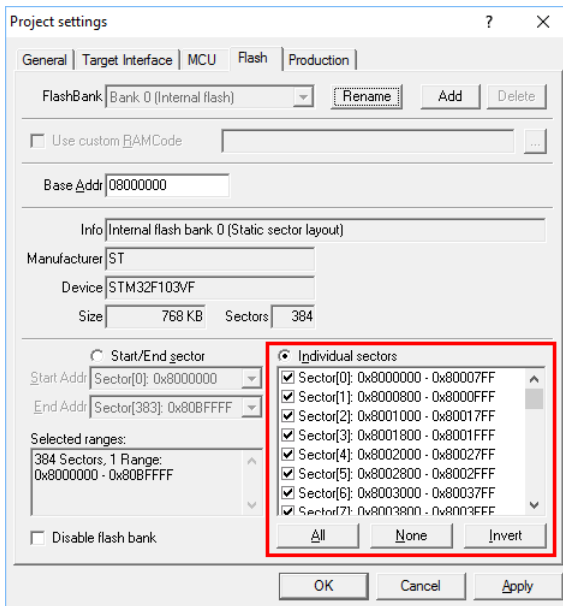 Project settings ? ×
General Target Interface MCU Flash Production
FlashBank Bank 0 (Internal flash) Rename Add Delete
Use custom RAMCode ...
Base Addr 08000000
Info Internal flash bank 0 (Static sector layout)
Manufacturer ST
Device STM32F103VF
Size 768 KB Sectors 384
Start/End sector
Start Addr Sector[0]: 0x8000000
End Addr Sector[383]: 0x80BFFFF
Selected ranges:
384 Sectors, 1 Range:
0x8000000 - 0x80BFFFF
Disable flash bank
Individual sectors
Sector[0]: 0x8000000 - 0x80007FF
Sector[1]: 0x8000800 - 0x8000FFF
Sector[2]: 0x8001000 - 0x80017FF
Sector[3]: 0x8001800 - 0x8001FFF
Sector[4]: 0x8002000 - 0x80027FF
Sector[5]: 0x8002800 - 0x8002FFF
Sector[6]: 0x8003000 - 0x80037FF
Sector[7]: 0x8003800 - 0x8003FFF
All None Invert
OK Cancel Apply